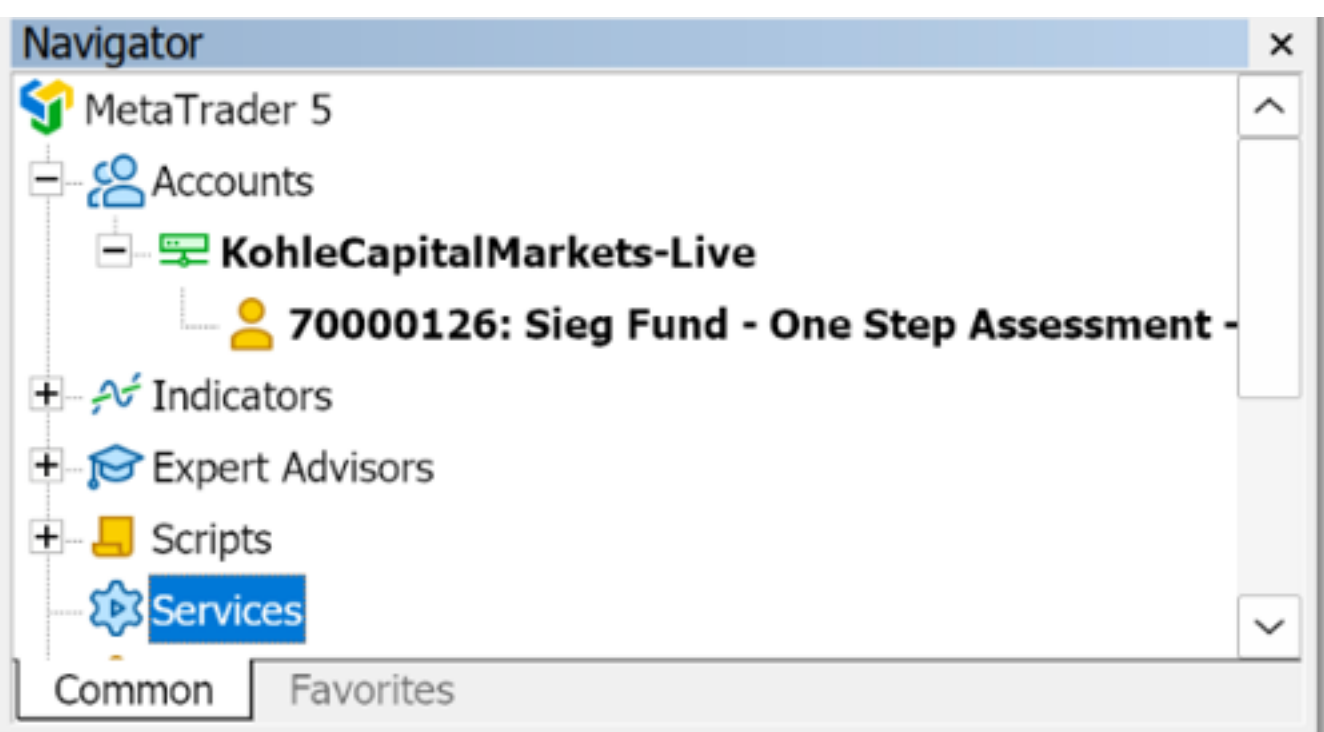 Navigator
MetaTrader 5
Accounts
KohleCapitalMarkets-Live
70000126: Sieg Fund - One Step Assessment -
Indicators
Expert Advisors
Scripts
Services
Common Favorites